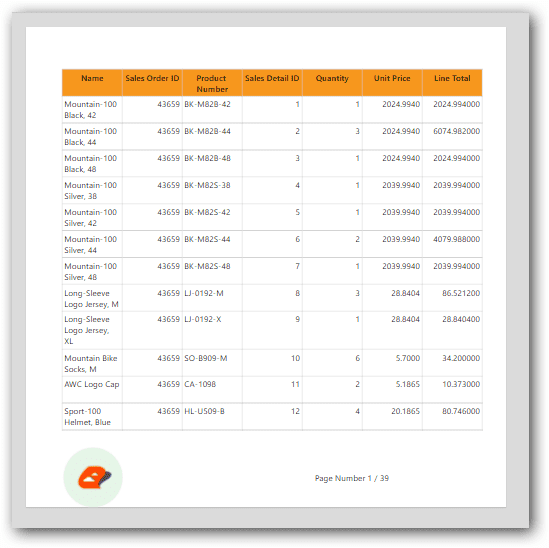 Name Sales Order ID Product Number Sales Detail ID Quantity Unit Price Line Total
Mountain-100 Black, 42 43659 BK-M82B-42 1 1 2024.9940 2024.994000
Mountain-100 Black, 44 43659 BK-M82B-44 2 3 2024.9940 6074.982000
Mountain-100 Black, 48 43659 BK-M82B-48 3 1 2024.9940 2024.994000
Mountain-100 Silver, 38 43659 BK-M82S-38 4 1 2039.9940 2039.994000
Mountain-100 Silver, 42 43659 BK-M82S-42 5 1 2039.9940 2039.994000
Mountain-100 Silver, 44 43659 BK-M82S-44 6 2 2039.9940 4079.988000
Mountain-100 Silver, 48 43659 BK-M82S-48 7 1 2039.9940 2039.994000
Long-Sleeve Logo Jersey, M 43659 LJ-0192-M 8 3 28.8404 86.521200
Long-Sleeve Logo Jersey, XL 43659 LJ-0192-X 9 1 28.8404 28.840400
Mountain Bike Socks, M 43659 SO-B909-M 10 6 5.7000 34.200000
AWC Logo Cap 43659 CA-1098 11 2 5.1865 10.373000
Sport-100 Helmet, Blue 43659 HL-U509-B 12 4 20.1865 80.746000
Page Number 1 / 39